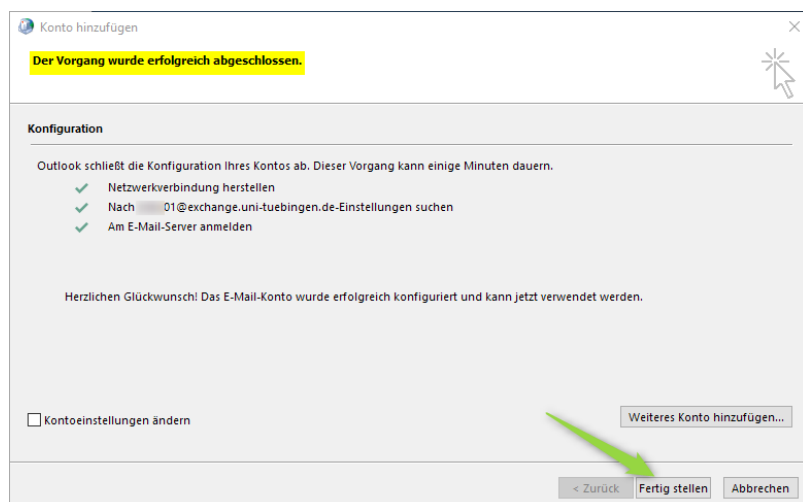 Konto hinzufügen
Der Vorgang wurde erfolgreich abgeschlossen.
Konfiguration
Outlook schließt die Konfiguration Ihres Kontos ab. Dieser Vorgang kann einige Minuten dauern.
Netzwerkverbindung herstellen
Nach 01@exchange.uni-tuebingen.de-Einstellungen suchen
Am E-Mail-Server anmelden
Herzlichen Glückwunsch! Das E-Mail-Konto wurde erfolgreich konfiguriert und kann jetzt verwendet werden.
Kontoeinstellungen ändern
Weiteres Konto hinzufügen...
< Zurück Fertig stellen Abbrechen